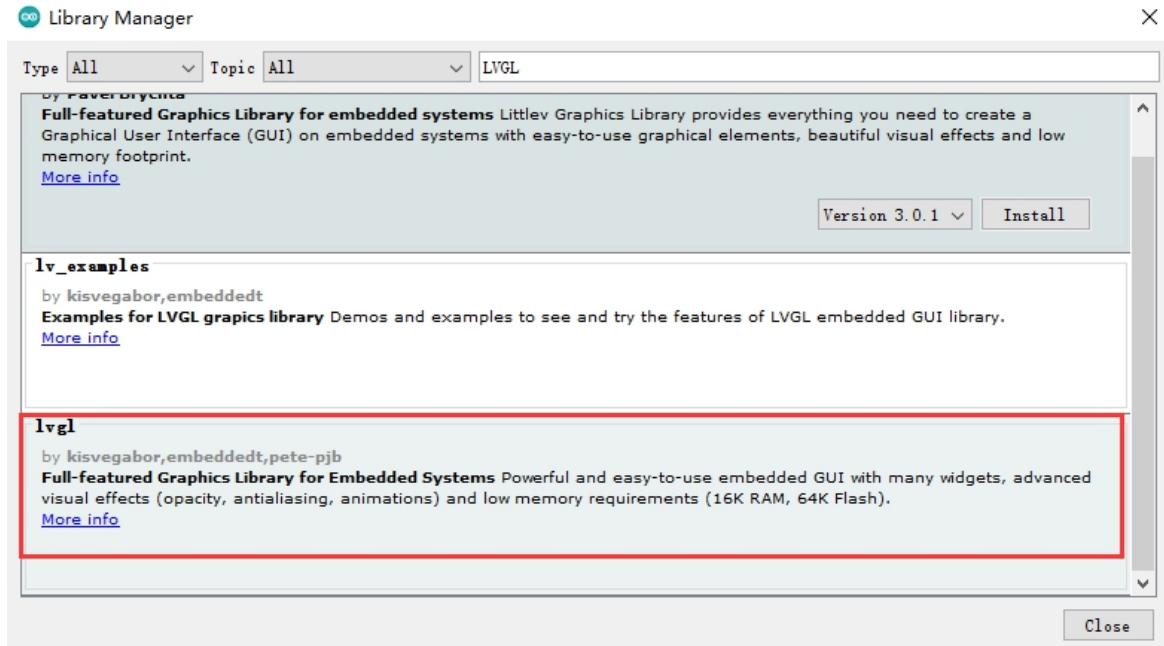 Library Manager
Type All Topic All LVGL
by Pavel Brychta
Full-featured Graphics Library for embedded systems Littlev Graphics Library provides everything you need to create a
Graphical User Interface (GUI) on embedded systems with easy-to-use graphical elements, beautiful visual effects and low
memory footprint.
More info
Version 3.0.1 Install
lv_examples
by kisvegabor,embeddedt
Examples for LVGL grapics library Demos and examples to see and try the features of LVGL embedded GUI library.
More info
lvgl
by kisvegabor,embeddedt,pete-pjb
Full-featured Graphics Library for Embedded Systems Powerful and easy-to-use embedded GUI with many widgets, advanced
visual effects (opacity, antialiasing, animations) and low memory requirements (16K RAM, 64K Flash).
More info
Close